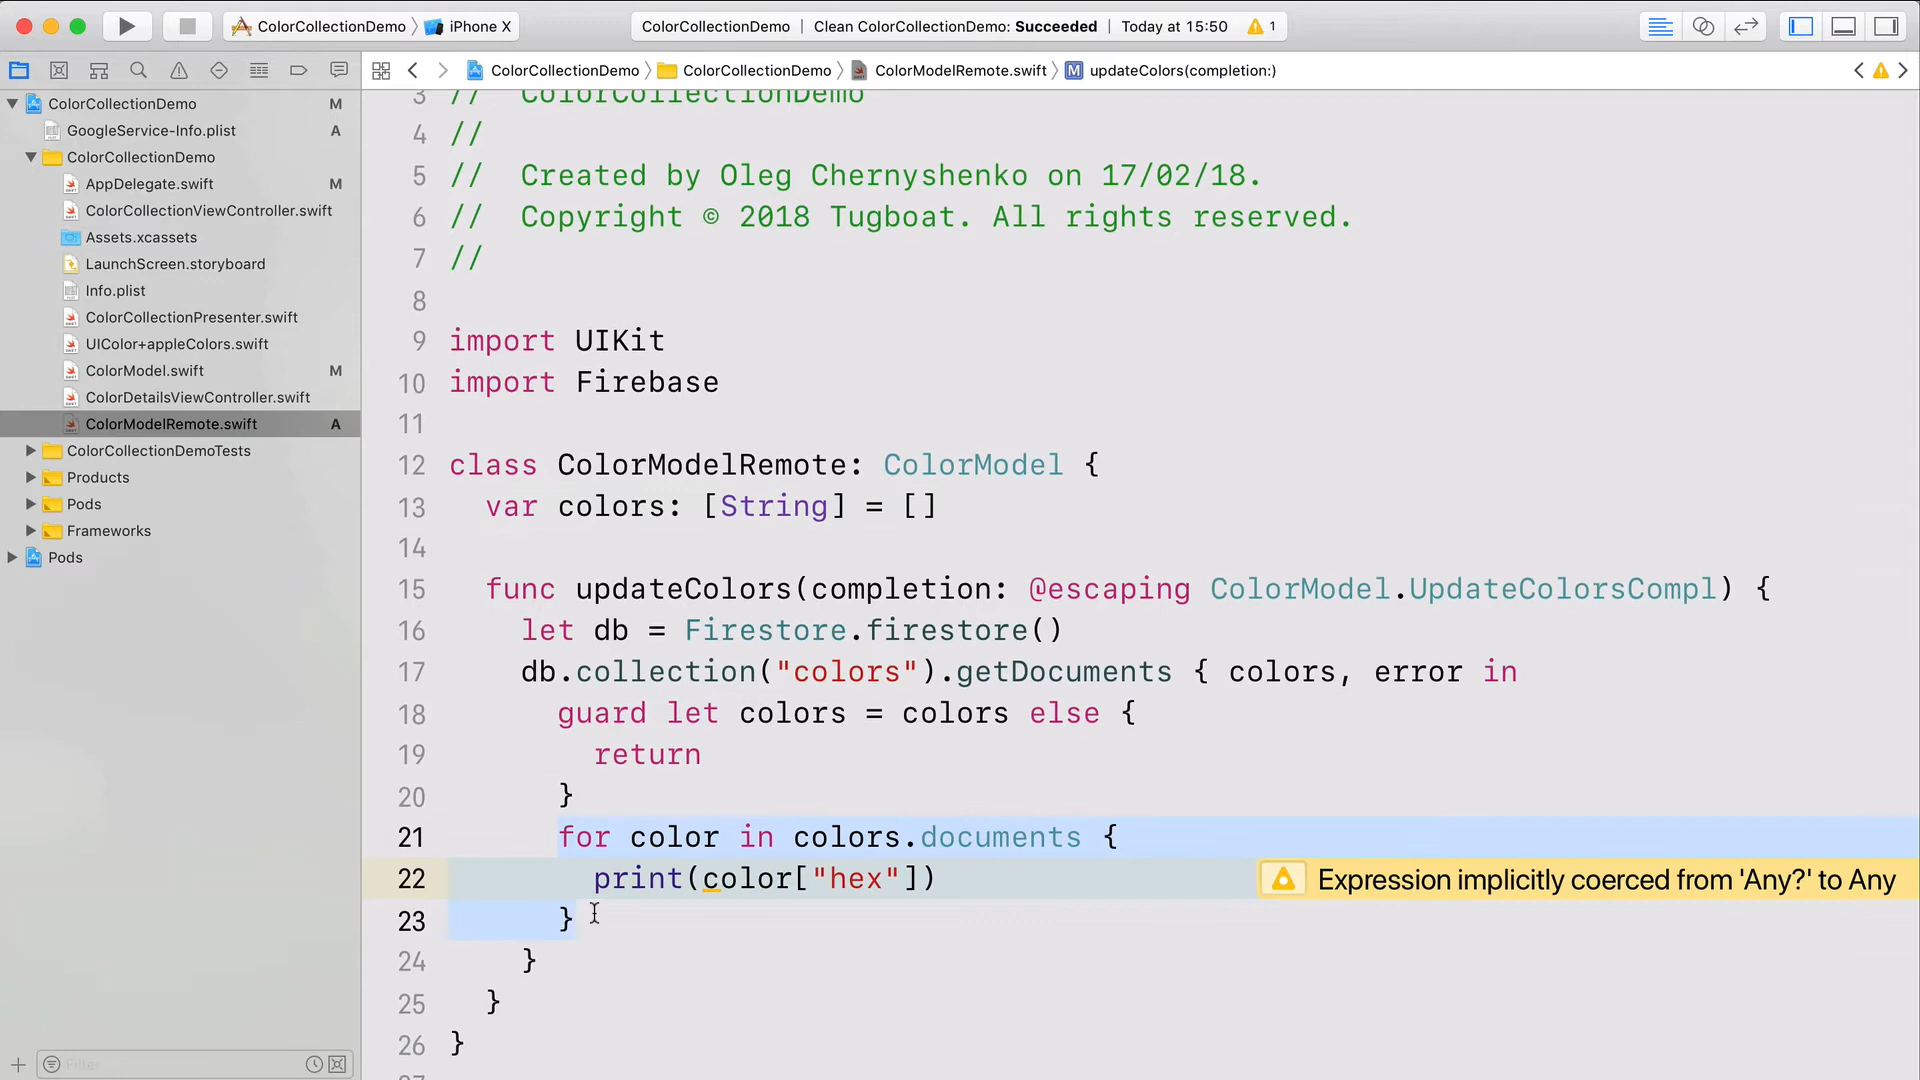 ColorCollectionDemo
iPhone X
ColorCollectionDemo | Clean ColorCollectionDemo: Succeeded | Today at 15:50
1
ColorCollectionDemo
ColorCollectionDemo
ColorModelRemote.swift
M
updateColors(completion:)
ColorCollectionDemo M
GoogleService-Info.plist A
ColorCollectionDemo
AppDelegate.swift M
ColorCollectionViewController.swift
Assets.xcassets
LaunchScreen.storyboard
Info.plist
ColorCollectionPresenter.swift
UIColor+appleColors.swift
ColorModel.swift M
ColorDetailsViewController.swift
ColorModelRemote.swift A
ColorCollectionDemoTests
Products
Pods
Frameworks
Pods
Filter
3 //  ColorCollectionDemo
4 //
5 //  Created by Oleg Chernyshenko on 17/02/18.
6 //  Copyright © 2018 Tugboat. All rights reserved.
7 //
8
9 import UIKit
10 import Firebase
11
12 class ColorModelRemote: ColorModel {
13   var colors: [String] = []
14
15   func updateColors(completion: @escaping ColorModel.UpdateColorsCompl) {
16     let db = Firestore.firestore()
17     db.collection("colors").getDocuments { colors, error in
18       guard let colors = colors else {
19         return
20       }
21       for color in colors.documents {
22         print(color["hex"])
Expression implicitly coerced from 'Any?' to Any
23       }
24     }
25   }
26 }
27